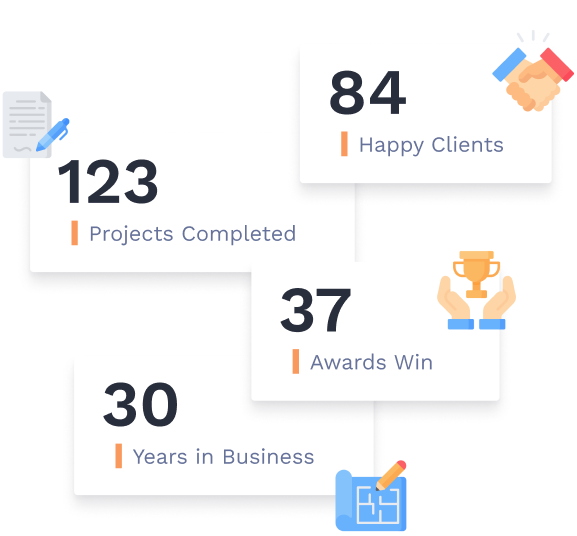 84
Happy Clients
123
Projects Completed
37
Awards Win
30
Years in Business